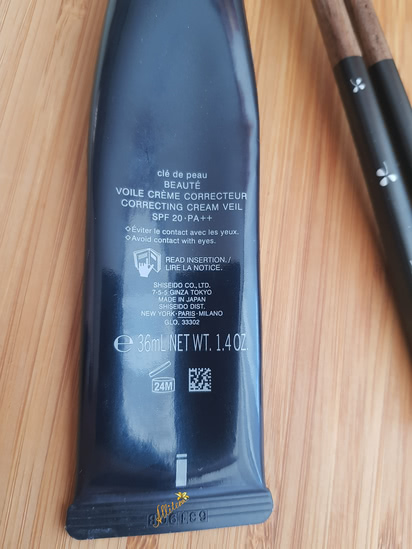 clé de peau
BEAUTÉ
VOILE CRÈME CORRECTEUR
CORRECTING CREAM VEIL
SPF 20·PA++
◇Éviter le contact avec les yeux.
◇Avoid contact with eyes.
READ INSERTION./
LIRE LA NOTICE.
SHISEIDO CO., LTD.
7-5-5 GINZA TOKYO
MADE IN JAPAN
SHISEIDO DIST.
NEW YORK·PARIS·MILANO
GLO. 33302
℮ 36mL NET WT. 1.4 OZ.
24M